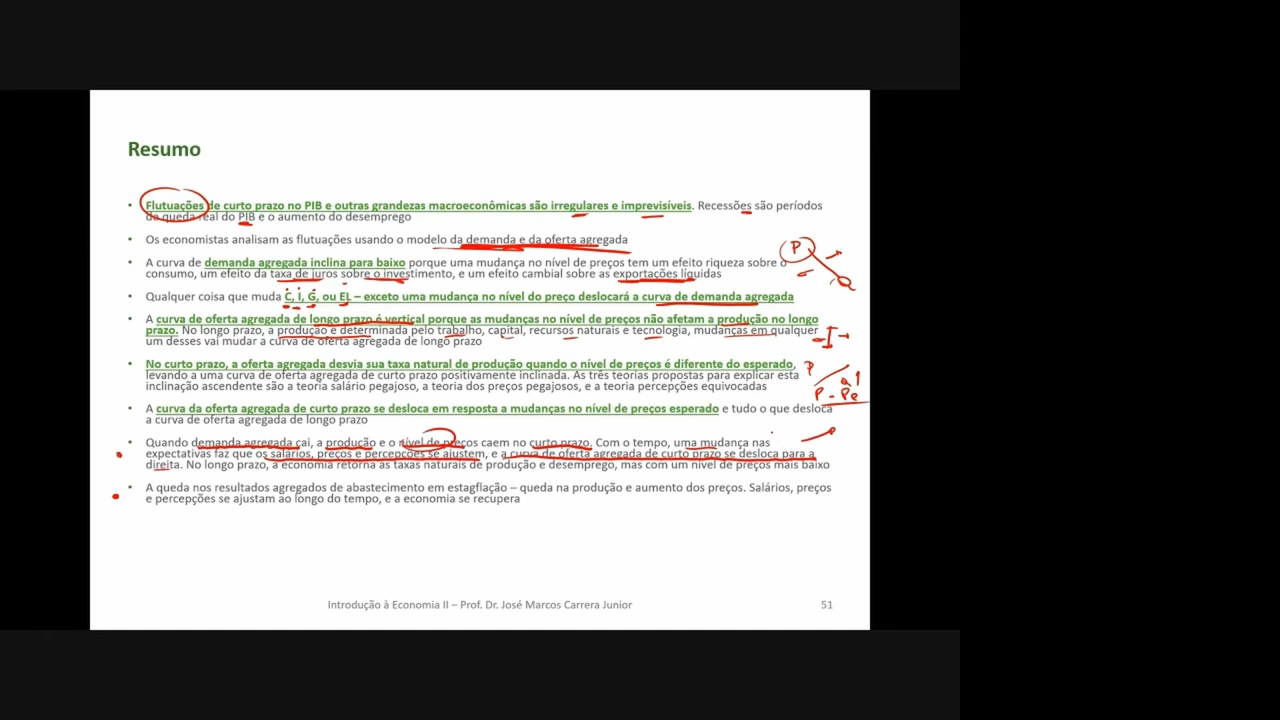 Resumo
• Flutuações de curto prazo no PIB e outras grandezas macroeconômicas são irregulares e imprevisíveis. Recessões são períodos
de queda real do PIB e o aumento do desemprego
• Os economistas analisam as flutuações usando o modelo da demanda e da oferta agregada
• A curva de demanda agregada inclina para baixo porque uma mudança no nível de preços tem um efeito riqueza sobre o
consumo, um efeito da taxa de juros sobre o investimento, e um efeito cambial sobre as exportações líquidas
P
Q
• Qualquer coisa que muda C, I, G, ou EL – exceto uma mudança no nível do preço deslocará a curva de demanda agregada
• A curva de oferta agregada de longo prazo é vertical porque as mudanças no nível de preços não afetam a produção no longo
prazo. No longo prazo, a produção e determinada pelo trabalho, capital, recursos naturais e tecnologia, mudanças em qualquer
um desses vai mudar a curva de oferta agregada de longo prazo
• No curto prazo, a oferta agregada desvia sua taxa natural de produção quando o nível de preços é diferente do esperado,
levando a uma curva de oferta agregada de curto prazo positivamente inclinada. As três teorias propostas para explicar esta
inclinação ascendente são a teoria salário pegajoso, a teoria dos preços pegajosos, e a teoria percepções equivocadas
P
P - Pe
• A curva da oferta agregada de curto prazo se desloca em resposta a mudanças no nível de preços esperado e tudo o que desloca
a curva de oferta agregada de longo prazo
• Quando demanda agregada cai, a produção e o nível de preços caem no curto prazo. Com o tempo, uma mudança nas
expectativas faz que os salários, preços e percepções se ajustem, e a curva de oferta agregada de curto prazo se desloca para a
direita. No longo prazo, a economia retorna as taxas naturais de produção e desemprego, mas com um nível de preços mais baixo
• A queda nos resultados agregados de abastecimento em estagflação – queda na produção e aumento dos preços. Salários, preços
e percepções se ajustam ao longo do tempo, e a economia se recupera
Introdução à Economia II – Prof. Dr. José Marcos Carrera Junior
51